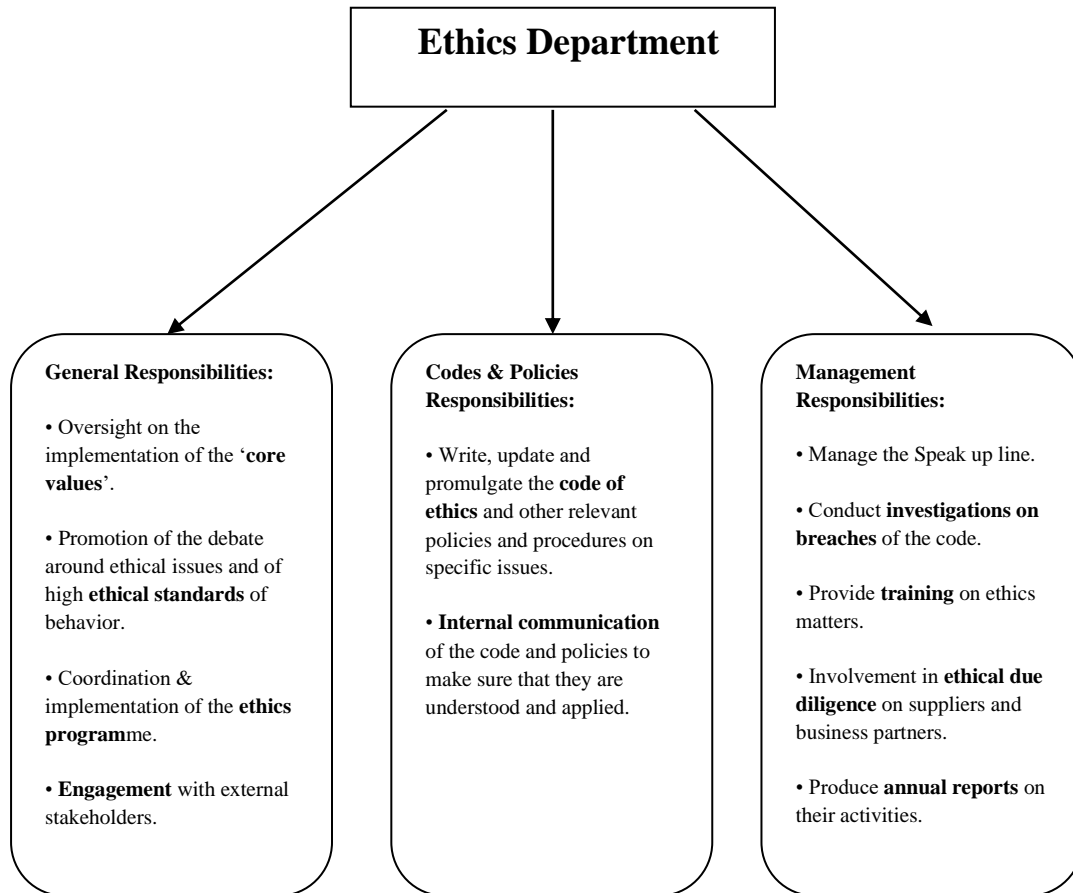 Ethics Department
General Responsibilities:
• Oversight on the
implementation of the ‘core
values’.
• Promotion of the debate
around ethical issues and of
high ethical standards of
behavior.
• Coordination &
implementation of the ethics
programme.
• Engagement with external
stakeholders.
Codes & Policies
Responsibilities:
• Write, update and
promulgate the code of
ethics and other relevant
policies and procedures on
specific issues.
• Internal communication
of the code and policies to
make sure that they are
understood and applied.
Management
Responsibilities:
• Manage the Speak up line.
• Conduct investigations on
breaches of the code.
• Provide training on ethics
matters.
• Involvement in ethical due
diligence on suppliers and
business partners.
• Produce annual reports on
their activities.